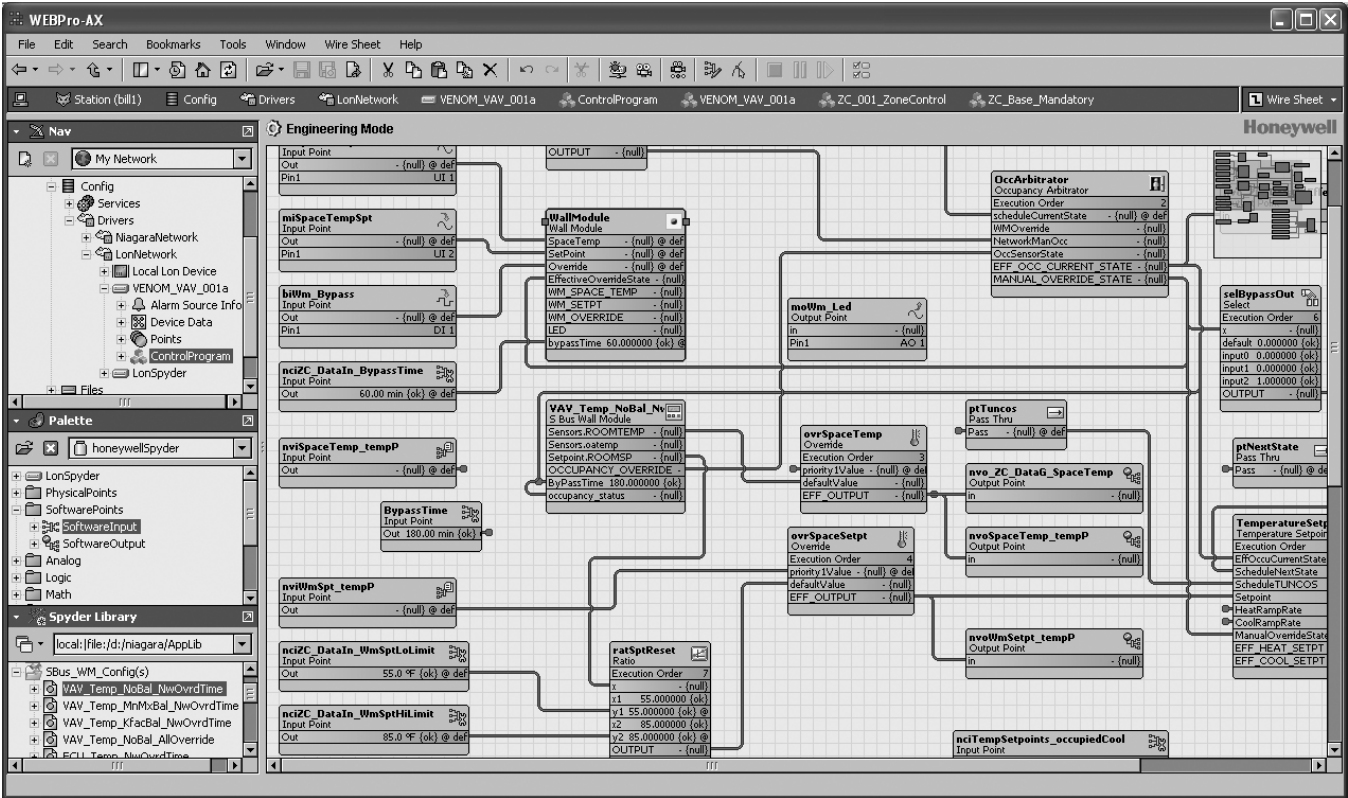 WEBPro-AX
File Edit Search Bookmarks Tools Window Wire Sheet Help
Station (bill1) Config Drivers LonNetwork VENOM_VAV_001a ControlProgram VENOM_VAV_001a ZC_001_ZoneControl ZC_Base_Mandatory Wire Sheet
Nav
My Network
Config
Services
Drivers
NiagaraNetwork
LonNetwork
Local Lon Device
VENOM_VAV_001a
Alarm Source Info
Device Data
Points
ControlProgram
LonSpyder
Files
Palette
honeywellSpyder
LonSpyder
PhysicalPoints
SoftwarePoints
SoftwareInput
SoftwareOutput
Analog
Logic
Math
Spyder Library
local:|file:/d:/niagara/AppLib
SBus_WM_Config(s)
VAV_Temp_NoBal_NwOvrdTime
VAV_Temp_MnMxBal_NwOvrdTime
VAV_Temp_KfacBal_NwOvrdTime
VAV_Temp_NoBal_AllOverride
ECU_Temp_NwOvrdTime
Engineering Mode
Honeywell
Input Point
Out - {null} @ def
Pin1 UI 1
miSpaceTempSpt
Input Point
Out - {null} @ def
Pin1 UI 2
biWm_Bypass
Input Point
Out - {null} @ def
Pin1 DI 1
nciZC_DataIn_BypassTime
Input Point
Out 60.00 min {ok} @ def
nviSpaceTemp_tempP
Input Point
Out - {null} @ def
BypassTime
Input Point
Out 180.00 min {ok}
nviWmSpt_tempP
Input Point
Out - {null} @ def
nciZC_DataIn_WmSptLoLimit
Input Point
Out 55.0 °F {ok} @ def
nciZC_DataIn_WmSptHiLimit
Input Point
Out 85.0 °F {ok} @ def
OUTPUT - {null}
WallModule
Wall Module
SpaceTemp - {null} @ def
SetPoint - {null} @ def
Override - {null} @ def
EffectiveOverrideState - {null}
WM_SPACE_TEMP - {null}
WM_SETPT - {null}
WM_OVERRIDE - {null}
LED - {null}
bypassTime 60.000000 {ok} @
VAV_Temp_NoBal_Nw
S Bus Wall Module
Sensors.ROOMTEMP - {null}
Sensors.oatemp - {null}
Setpoint.ROOMSP - {null}
OCCUPANCY_OVERRIDE -
ByPassTime 180.000000 {ok}
occupancy_status - {null}
ratSptReset
Ratio
Execution Order 7
x - {null}
x1 55.000000 {ok}
y1 55.000000 {ok} @
x2 85.000000 {ok}
y2 85.000000 {ok} @
OUTPUT - {null}
moWm_Led
Output Point
in - {null}
Pin1 AO 1
ovrSpaceTemp
Override
Execution Order 3
priority1Value - {null} @ def
defaultValue - {null}
EFF_OUTPUT - {null}
ovrSpaceSetpt
Override
Execution Order 4
priority1Value - {null} @ def
defaultValue - {null}
EFF_OUTPUT - {null}
OccArbitrator
Occupancy Arbitrator
Execution Order 2
scheduleCurrentState - {null} @ def
WMOverride - {null}
NetworkManOcc - {null}
OccSensorState - {null}
EFF_OCC_CURRENT_STATE - {null}
MANUAL_OVERRIDE_STATE - {null}
ptTuncos
Pass Thru
Pass - {null} @ def
nvo_ZC_DataG_SpaceTemp
Output Point
in - {null}
nvoSpaceTemp_tempP
Output Point
in - {null}
nvoWmSetpt_tempP
Output Point
in - {null}
nciTempSetpoints_occupiedCool
Input Point
selBypassOut
Select
Execution Order 6
x - {null}
default 0.000000 {ok}
input0 0.000000 {ok}
input1 0.000000 {ok}
input2 1.000000 {ok}
OUTPUT - {null}
ptNextState
Pass Thru
Pass - {null} @ de
TemperatureSetp
Temperature Setpoin
Execution Order
EffOccuCurrentState
ScheduleNextState
ScheduleTUNCOS
Setpoint
HeatRampRate
CoolRampRate
ManualOverrideState
EFF_HEAT_SETPT
EFF_COOL_SETPT